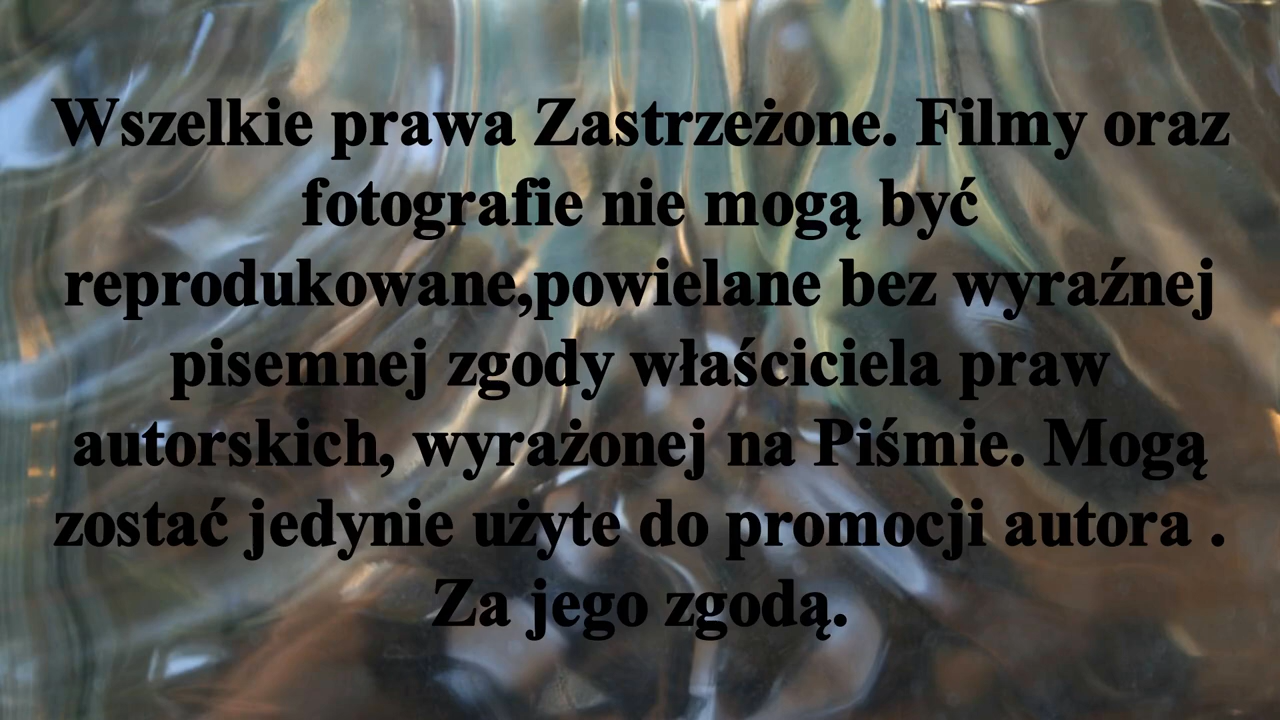 Wszelkie prawa Zastrzeżone. Filmy oraz
fotografie nie mogą być
reprodukowane,powielane bez wyraźnej
pisemnej zgody właściciela praw
autorskich, wyrażonej na Piśmie. Mogą
zostać jedynie użyte do promocji autora .
Za jego zgodą.